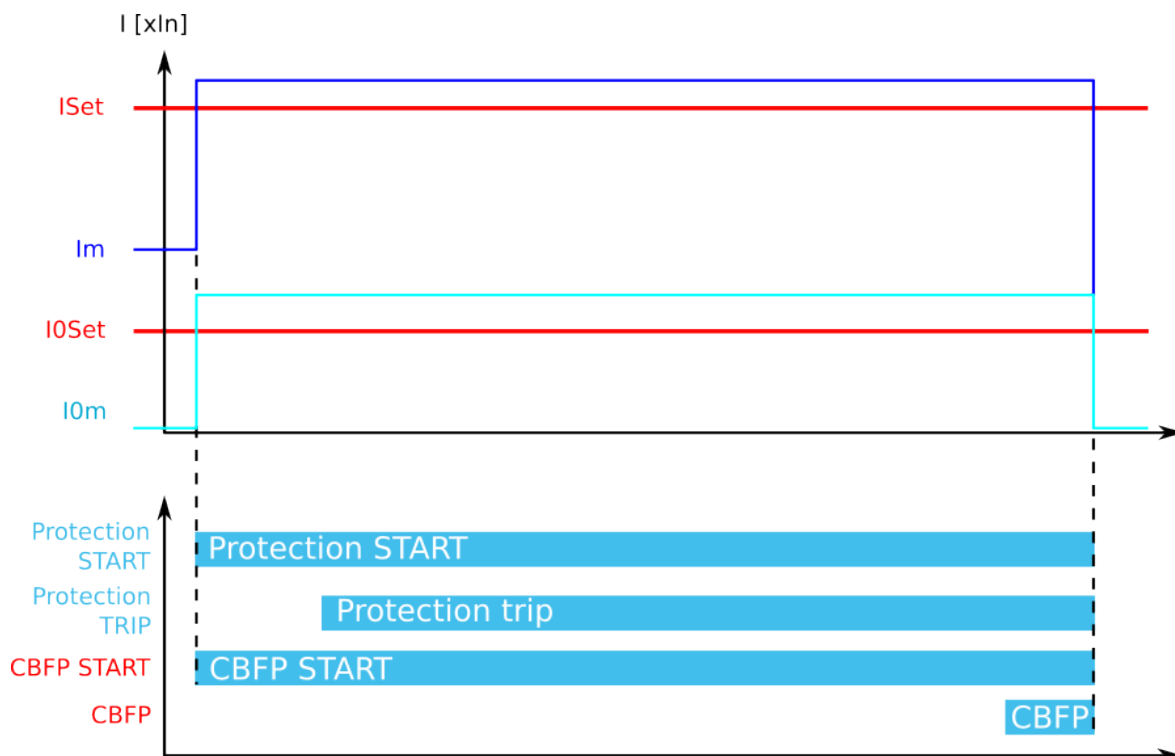 I [xIn]
ISet
Im
I0Set
I0m
Protection
START
Protection START
Protection
TRIP
Protection trip
CBFP START
CBFP START
CBFP
CBFP